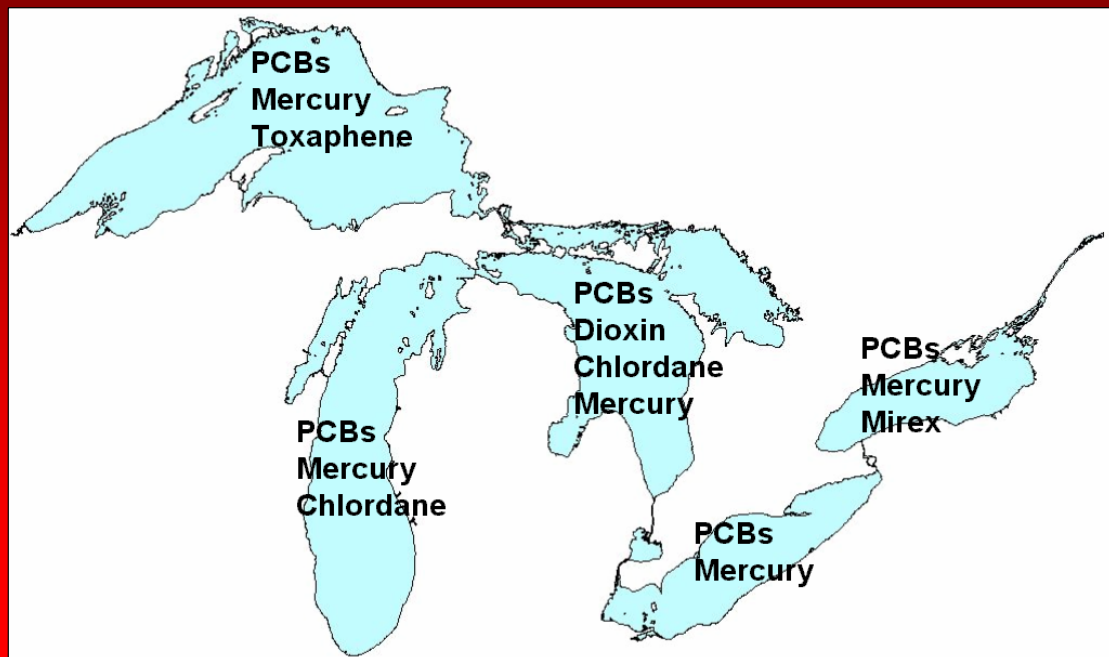 PCBs
Mercury
Toxaphene
PCBs
Dioxin
Chlordane
Mercury
PCBs
Mercury
Mirex
PCBs
Mercury
Chlordane
PCBs
Mercury